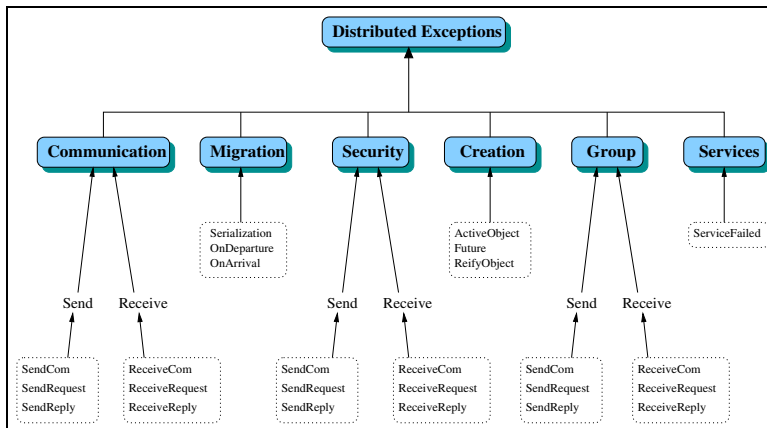 Distributed Exceptions
Communication Migration Security Creation Group Services
Serialization
OnDeparture
OnArrival
ActiveObject
Future
ReifyObject
ServiceFailed
Send Receive Send Receive Send Receive
SendCom
SendRequest
SendReply
ReceiveCom
ReceiveRequest
ReceiveReply
SendCom
SendRequest
SendReply
ReceiveCom
ReceiveRequest
ReceiveReply
SendCom
SendRequest
SendReply
ReceiveCom
ReceiveRequest
ReceiveReply